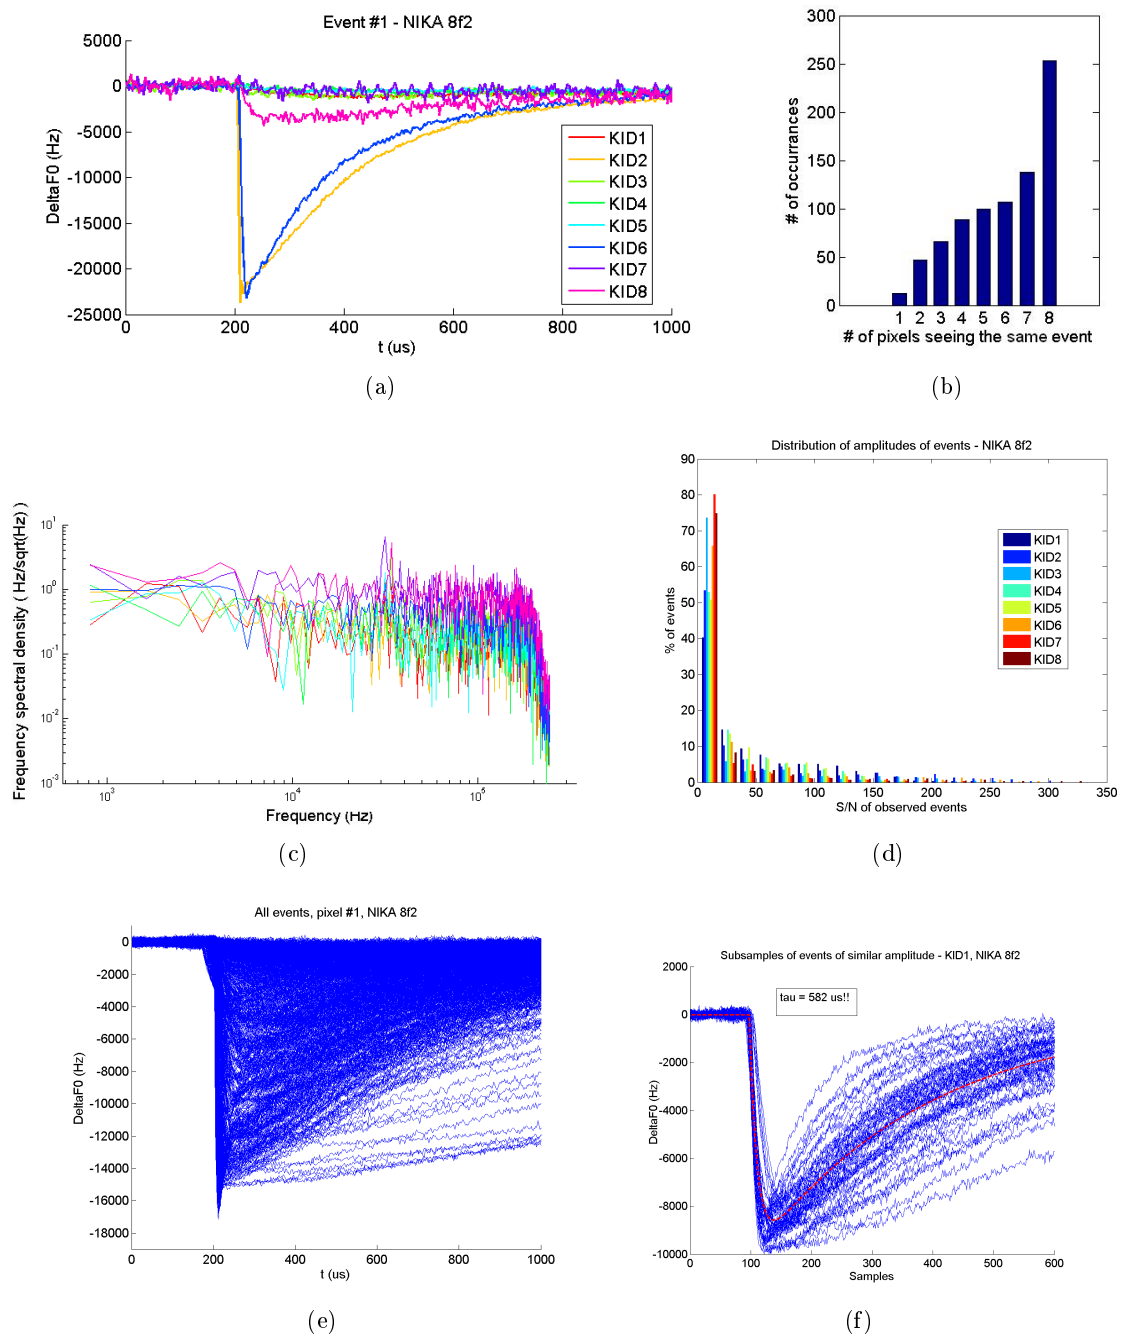 Event #1 - NIKA 8f2
5000
0
-5000
-10000
-15000
-20000
-25000
DeltaF0 (Hz)
0 200 400 600 800 1000
t (us)
KID1
KID2
KID3
KID4
KID5
KID6
KID7
KID8
(a)
300
250
200
150
100
50
0
# of occurrances
1 2 3 4 5 6 7 8
# of pixels seeing the same event
(b)
Frequency spectral density ( Hz/sqrt(Hz) )
10^1
10^0
10^-1
10^-2
10^-3
10^3 10^4 10^5
Frequency (Hz)
(c)
Distribution of amplitudes of events - NIKA 8f2
90
80
70
60
50
40
30
20
10
0
% of events
KID1
KID2
KID3
KID4
KID5
KID6
KID7
KID8
0 50 100 150 200 250 300 350
S/N of observed events
(d)
All events, pixel #1, NIKA 8f2
0
-2000
-4000
-6000
-8000
-10000
-12000
-14000
-16000
-18000
DeltaF0 (Hz)
0 200 400 600 800 1000
t (us)
(e)
Subsamples of events of similar amplitude - KID1, NIKA 8f2
2000
0
-2000
-4000
-6000
-8000
-10000
DeltaF0 (Hz)
tau = 582 us!!
0 100 200 300 400 500 600
Samples
(f)